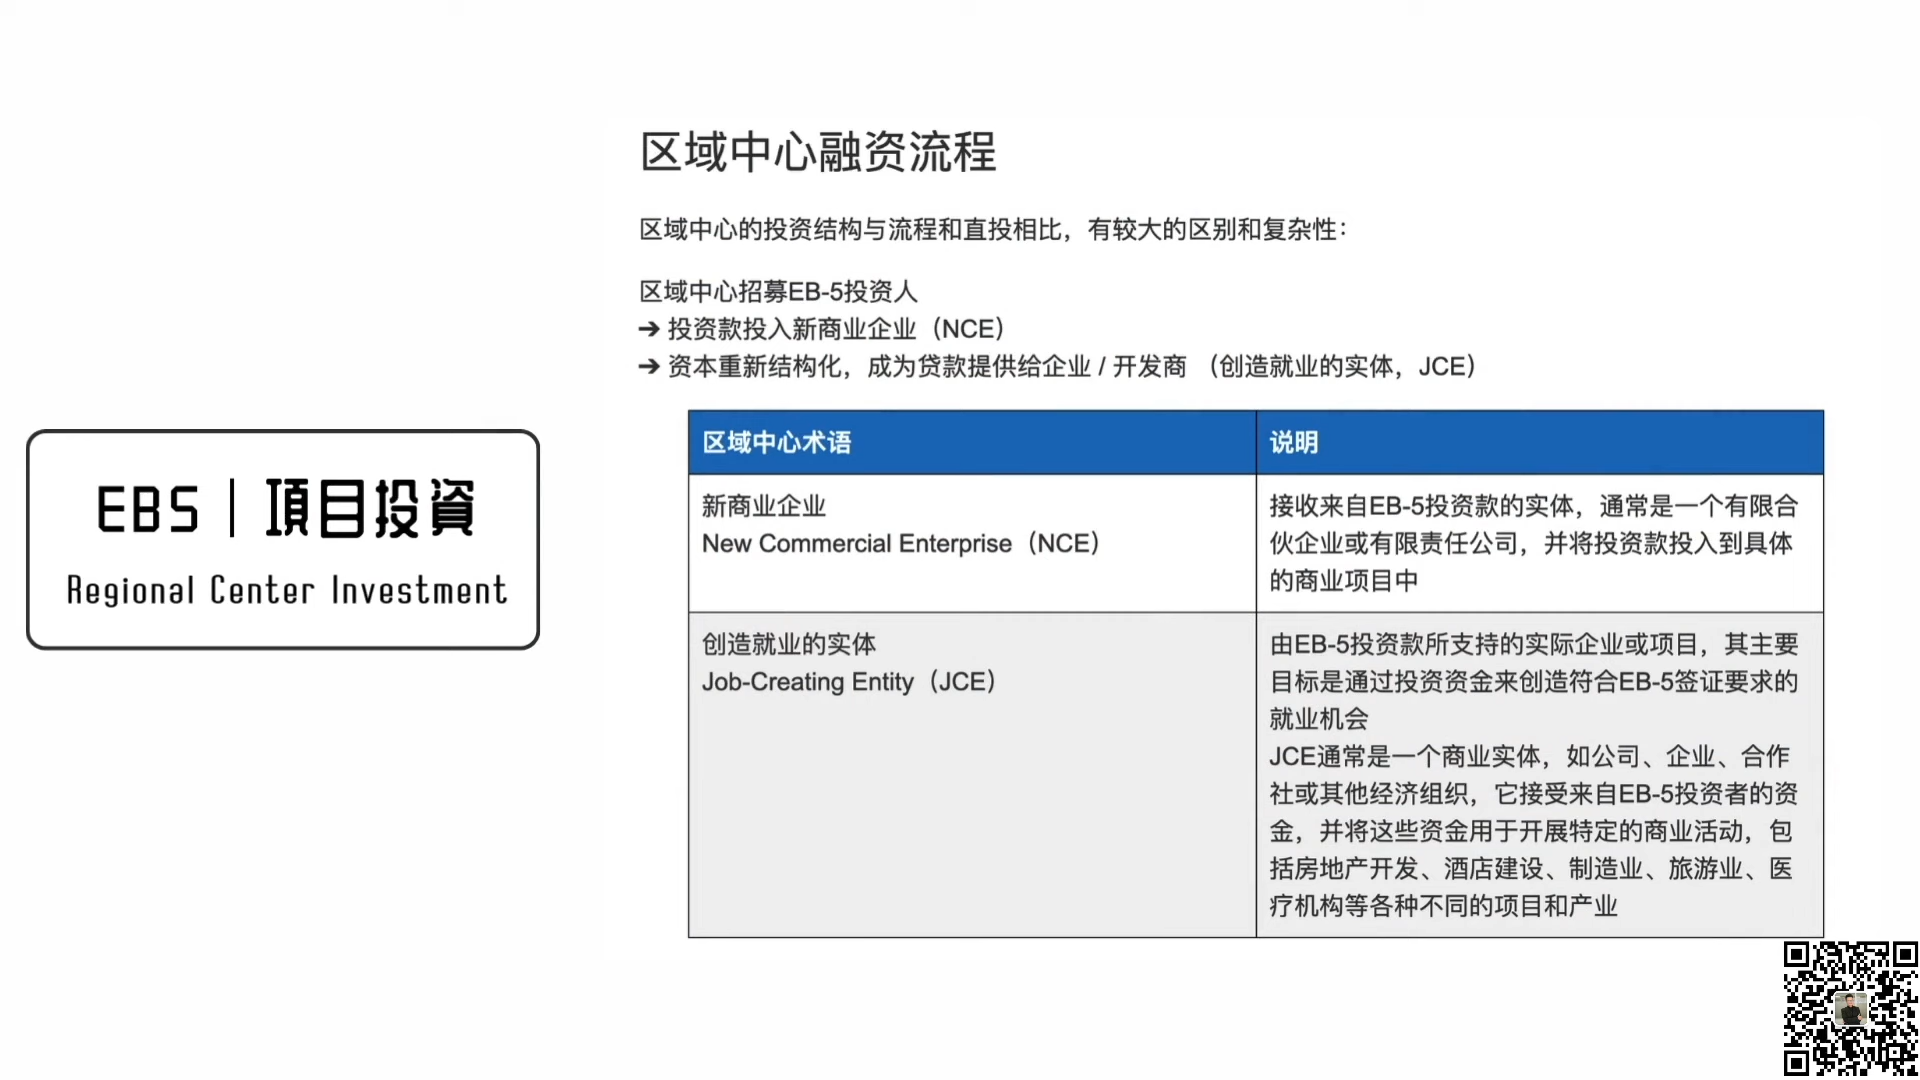 区域中心融资流程
区域中心的投资结构与流程和直投相比，有较大的区别和复杂性：
区域中心招募EB-5投资人
➔ 投资款投入新商业企业（NCE）
➔ 资本重新结构化，成为贷款提供给企业 / 开发商 （创造就业的实体，JCE）
EB5｜項目投資
Regional Center Investment
区域中心术语
说明
新商业企业
New Commercial Enterprise（NCE）
接收来自EB-5投资款的实体，通常是一个有限合
伙企业或有限责任公司，并将投资款投入到具体
的商业项目中
创造就业的实体
Job-Creating Entity（JCE）
由EB-5投资款所支持的实际企业或项目，其主要
目标是通过投资资金来创造符合EB-5签证要求的
就业机会
JCE通常是一个商业实体，如公司、企业、合作
社或其他经济组织，它接受来自EB-5投资者的资
金，并将这些资金用于开展特定的商业活动，包
括房地产开发、酒店建设、制造业、旅游业、医
疗机构等各种不同的项目和产业